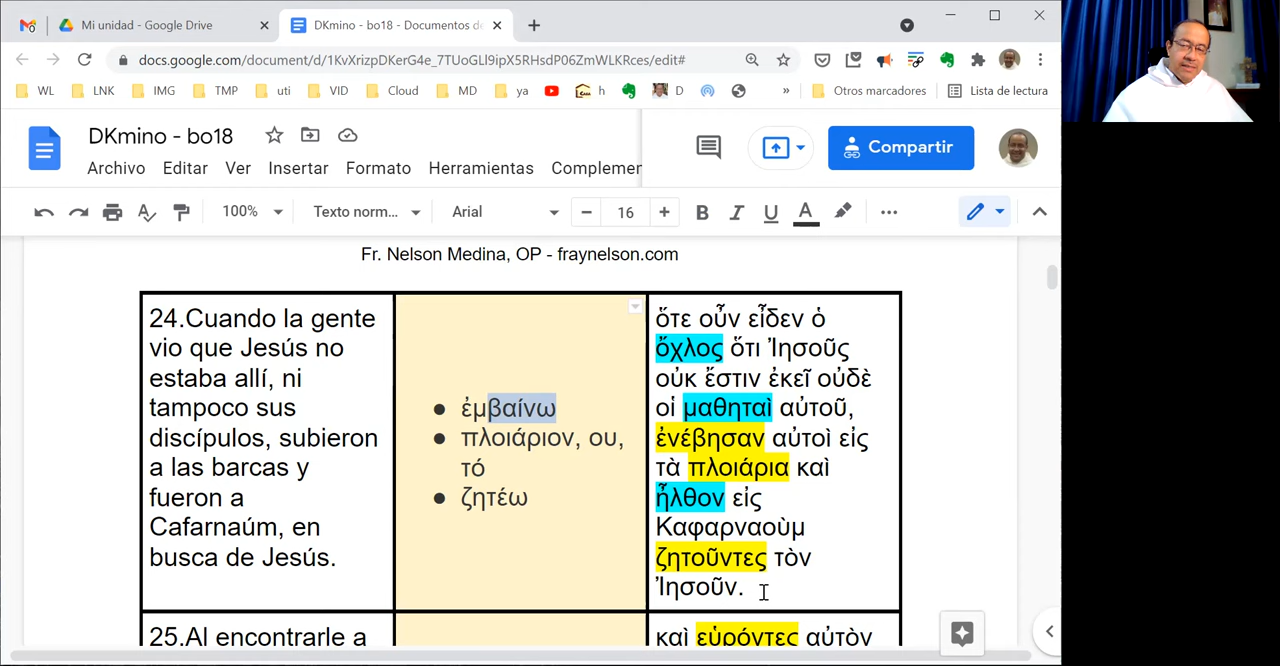 Mi unidad - Google Drive
DKmino - bo18 - Documentos de
docs.google.com/document/d/1KvXrizpDKerG4e_7TUoGLl9ipX5RHsdP06ZmWLKRces/edit#
WL
LNK
IMG
TMP
uti
VID
Cloud
MD
ya
h
D
»
Otros marcadores
Lista de lectura
DKmino - bo18
Archivo Editar Ver Insertar Formato Herramientas Complemen
Compartir
100%
Texto norm...
Arial
16
B I U A
Fr. Nelson Medina, OP - fraynelson.com
24.Cuando la gente
vio que Jesús no
estaba allí, ni
tampoco sus
discípulos, subieron
a las barcas y
fueron a
Cafarnaúm, en
busca de Jesús.
● ἐμβαίνω
● πλοιάριον, ου,
τό
● ζητέω
ὅτε οὖν εἶδεν ὁ
ὄχλος ὅτι Ἰησοῦς
οὐκ ἔστιν ἐκεῖ οὐδὲ
οἱ μαθηταὶ αὐτοῦ,
ἐνέβησαν αὐτοὶ εἰς
τὰ πλοιάρια καὶ
ἦλθον εἰς
Καφαρναοὺμ
ζητοῦντες τὸν
Ἰησοῦν.
25.Al encontrarle a
καὶ εὑρόντες αὐτὸν